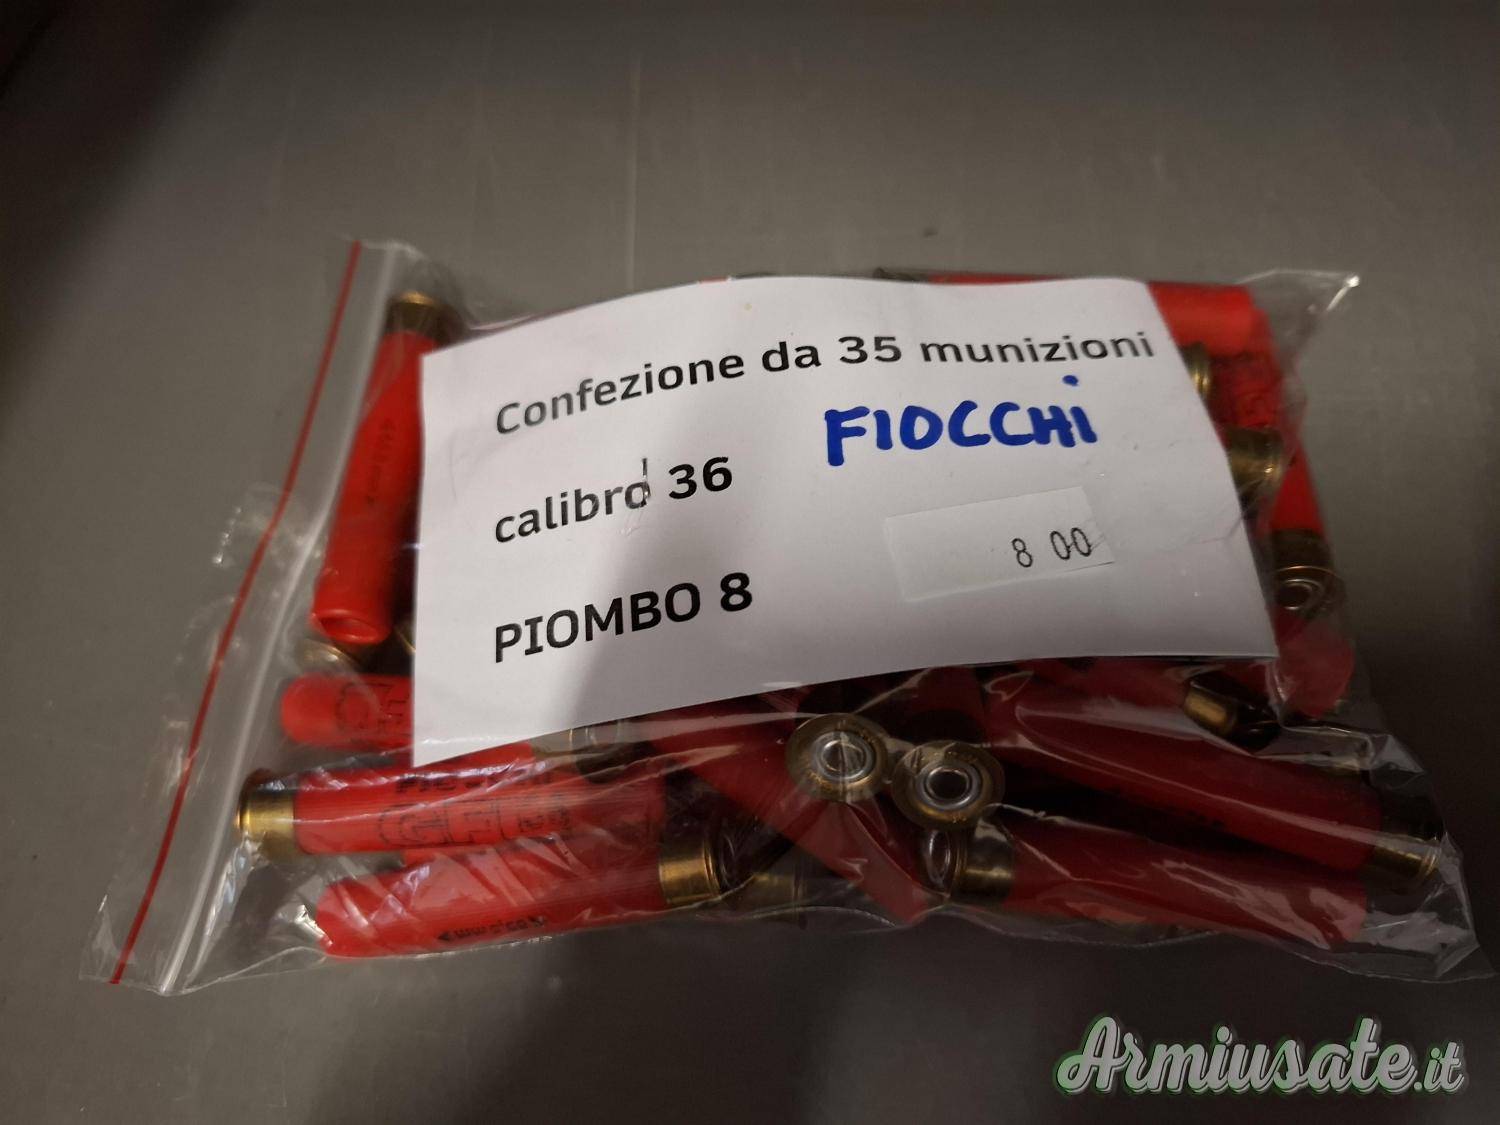 Confezione da 35 munizioni
FIOCCHi
calibro 36
8 00
PIOMBO 8
Armiusate.it